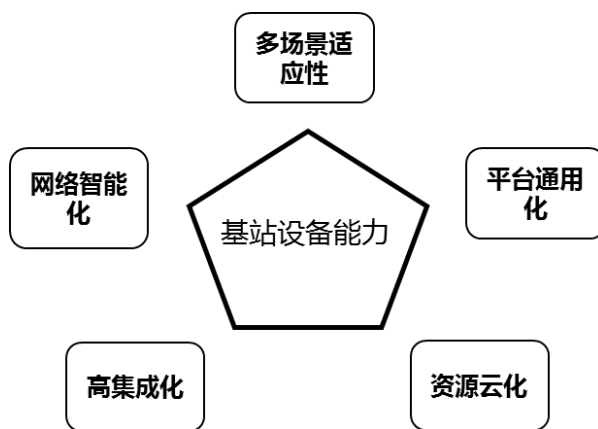 多场景适
应性
网络智能
化
平台通用
化
基站设备能力
高集成化
资源云化